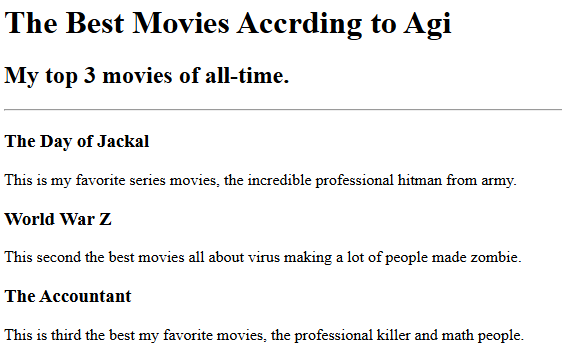 The Best Movies Accrding to Agi
My top 3 movies of all-time.
The Day of Jackal
This is my favorite series movies, the incredible professional hitman from army.
World War Z
This second the best movies all about virus making a lot of people made zombie.
The Accountant
This is third the best my favorite movies, the professional killer and math people.